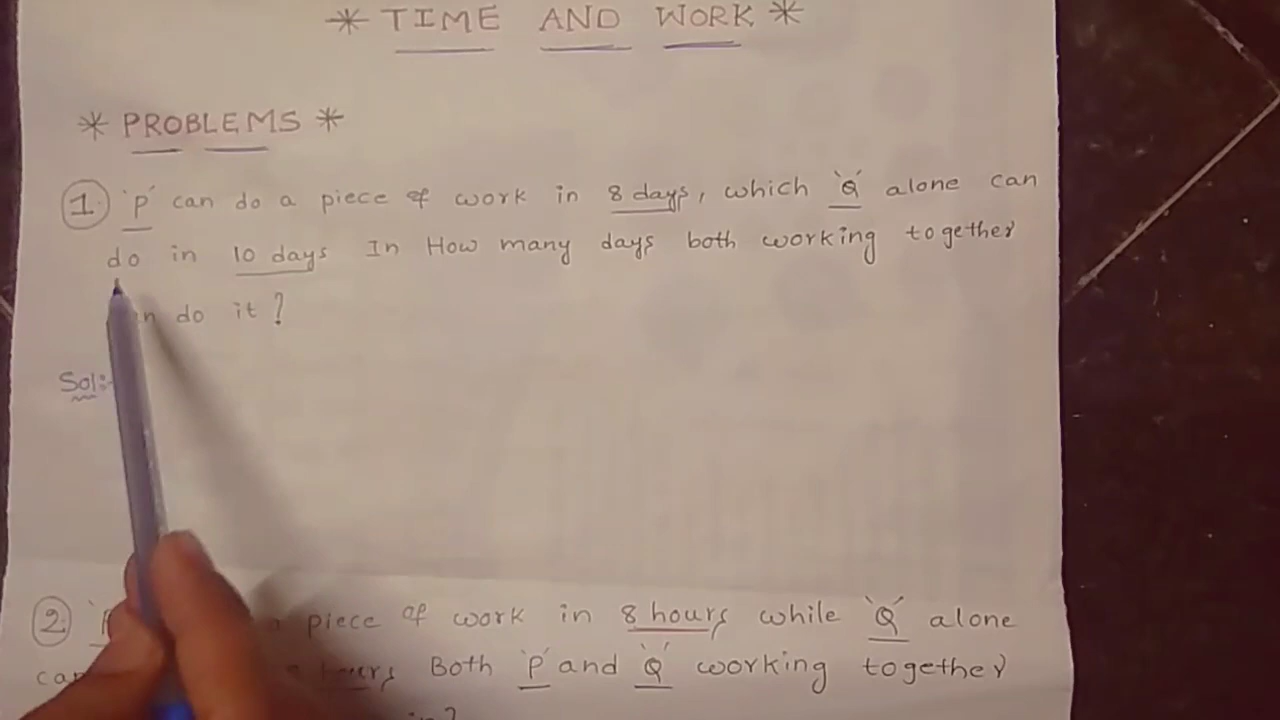 * TIME AND WORK *
* PROBLEMS *
① 'P' can do a piece of work in 8 days, which 'Q' alone can
do in 10 days In How many days both working together
do it?
Sol:-
② piece of work in 8 hours while 'Q' alone
Both 'P' and 'Q' working together